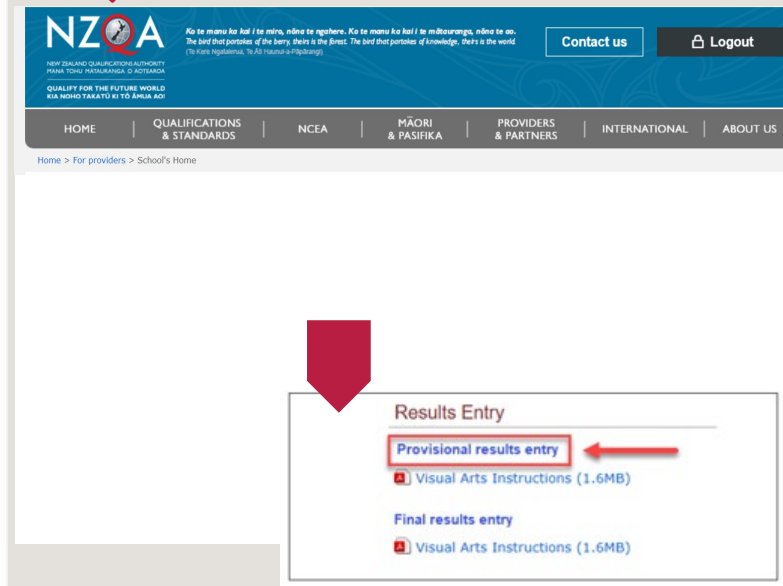 NZQA
NEW ZEALAND QUALIFICATIONS AUTHORITY
MANA TOHU MĀTAURANGA O AOTEAROA
QUALIFY FOR THE FUTURE WORLD
KIA NOHO TAKATŪ KI TŌ ĀMUA AO!
Ko te manu ka kai i te miro, nōna te ngahere. Ko te manu ka kai i te mātauranga, nōna te ao.
The bird that partakes of the berry, theirs is the forest. The bird that partakes of knowledge, theirs is the world.
Contact us
Logout
HOME
QUALIFICATIONS
& STANDARDS
NCEA
MĀORI
& PASIFIKA
PROVIDERS
& PARTNERS
INTERNATIONAL
ABOUT US
Home > For providers > School's Home
Results Entry
Provisional results entry
Visual Arts Instructions (1.6MB)
Final results entry
Visual Arts Instructions (1.6MB)